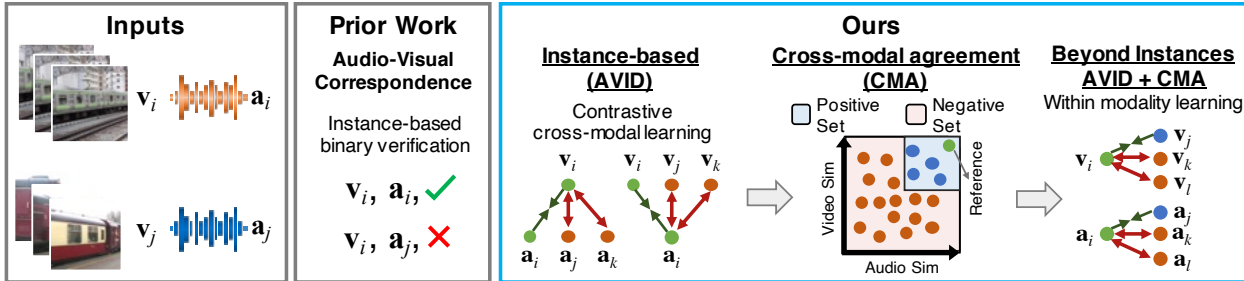 Inputs
v_i
a_i
v_j
a_j
Prior Work
Audio-Visual
Correspondence
Instance-based
binary verification
v_i, a_i, ✓
v_i, a_j, ✗
Ours
Instance-based
(AVID)
Contrastive
cross-modal learning
v_i v_i v_j v_k
a_i a_j a_k a_i
Cross-modal agreement
(CMA)
Positive
Set
Negative
Set
Video Sim
Audio Sim
Reference
Beyond Instances
AVID + CMA
Within modality learning
v_i
v_j
v_k
v_l
a_i
a_j
a_k
a_l